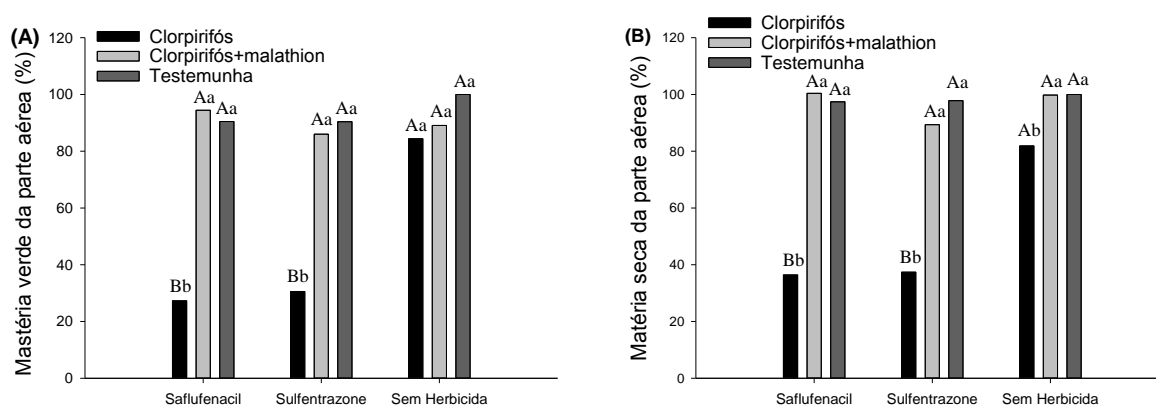 (A)
Clorpirifós
Clorpirifós+malathion
Testemunha
Mastéria verde da parte aérea (%)
120
100
80
60
40
20
0
Bb
Aa
Aa
Bb
Aa
Aa
Aa
Aa
Aa
Saflufenacil
Sulfentrazone
Sem Herbicida
(B)
Clorpirifós
Clorpirifós+malathion
Testemunha
Matéria seca da parte aérea (%)
120
100
80
60
40
20
0
Bb
Aa
Aa
Bb
Aa
Aa
Ab
Aa
Aa
Saflufenacil
Sulfentrazone
Sem Herbicida